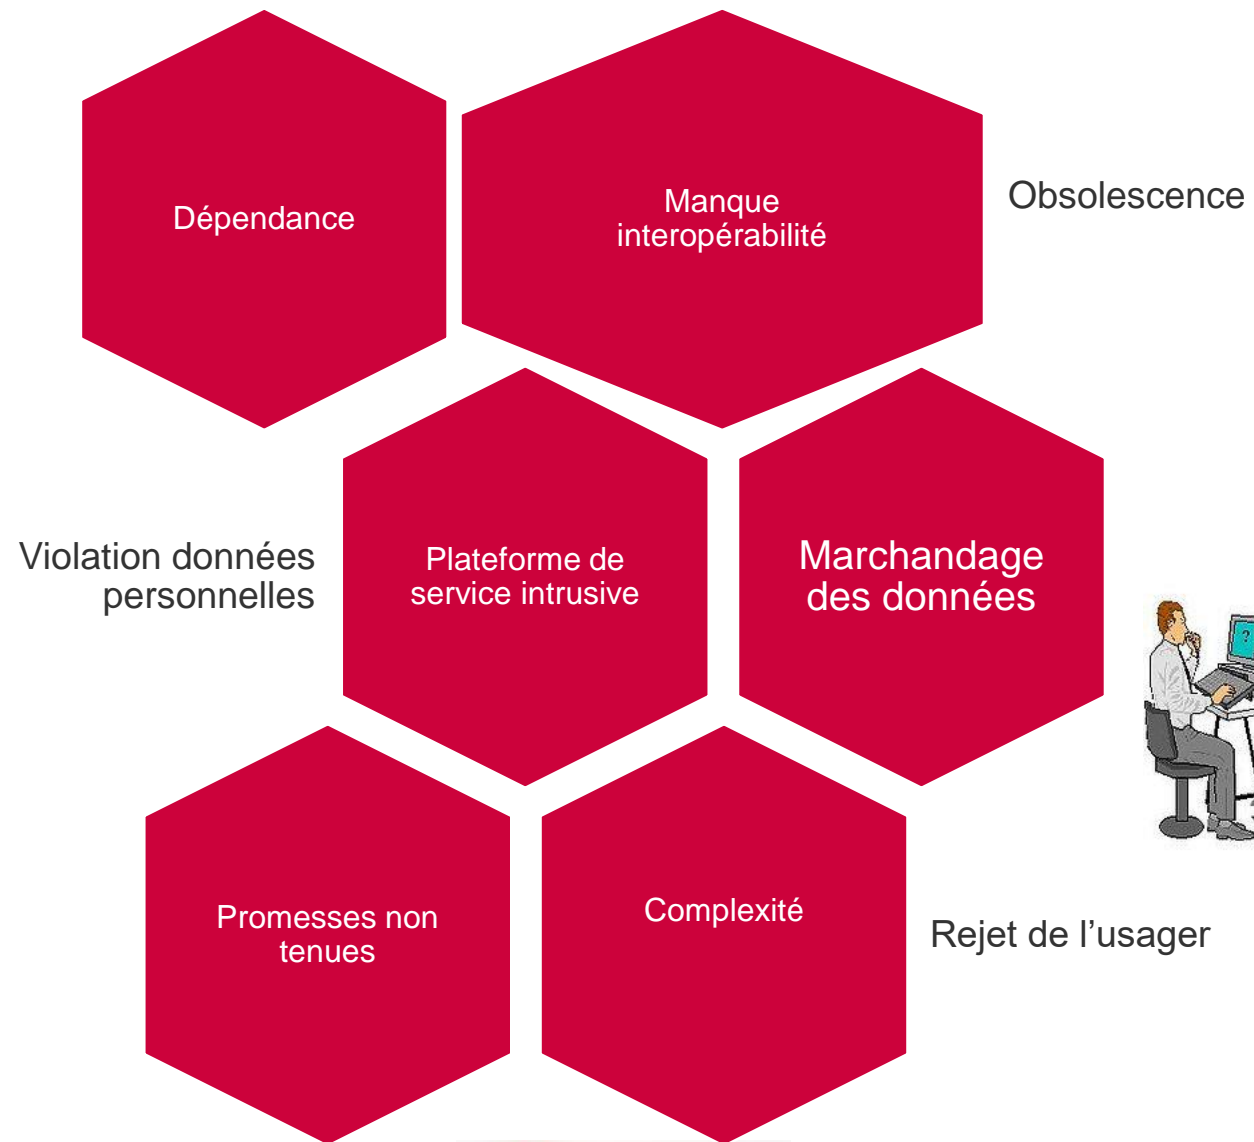 Dépendance
Manque
interopérabilité
Obsolescence
Violation données
personnelles
Plateforme de
service intrusive
Marchandage
des données
?
Promesses non
tenues
Complexité
Rejet de l’usager